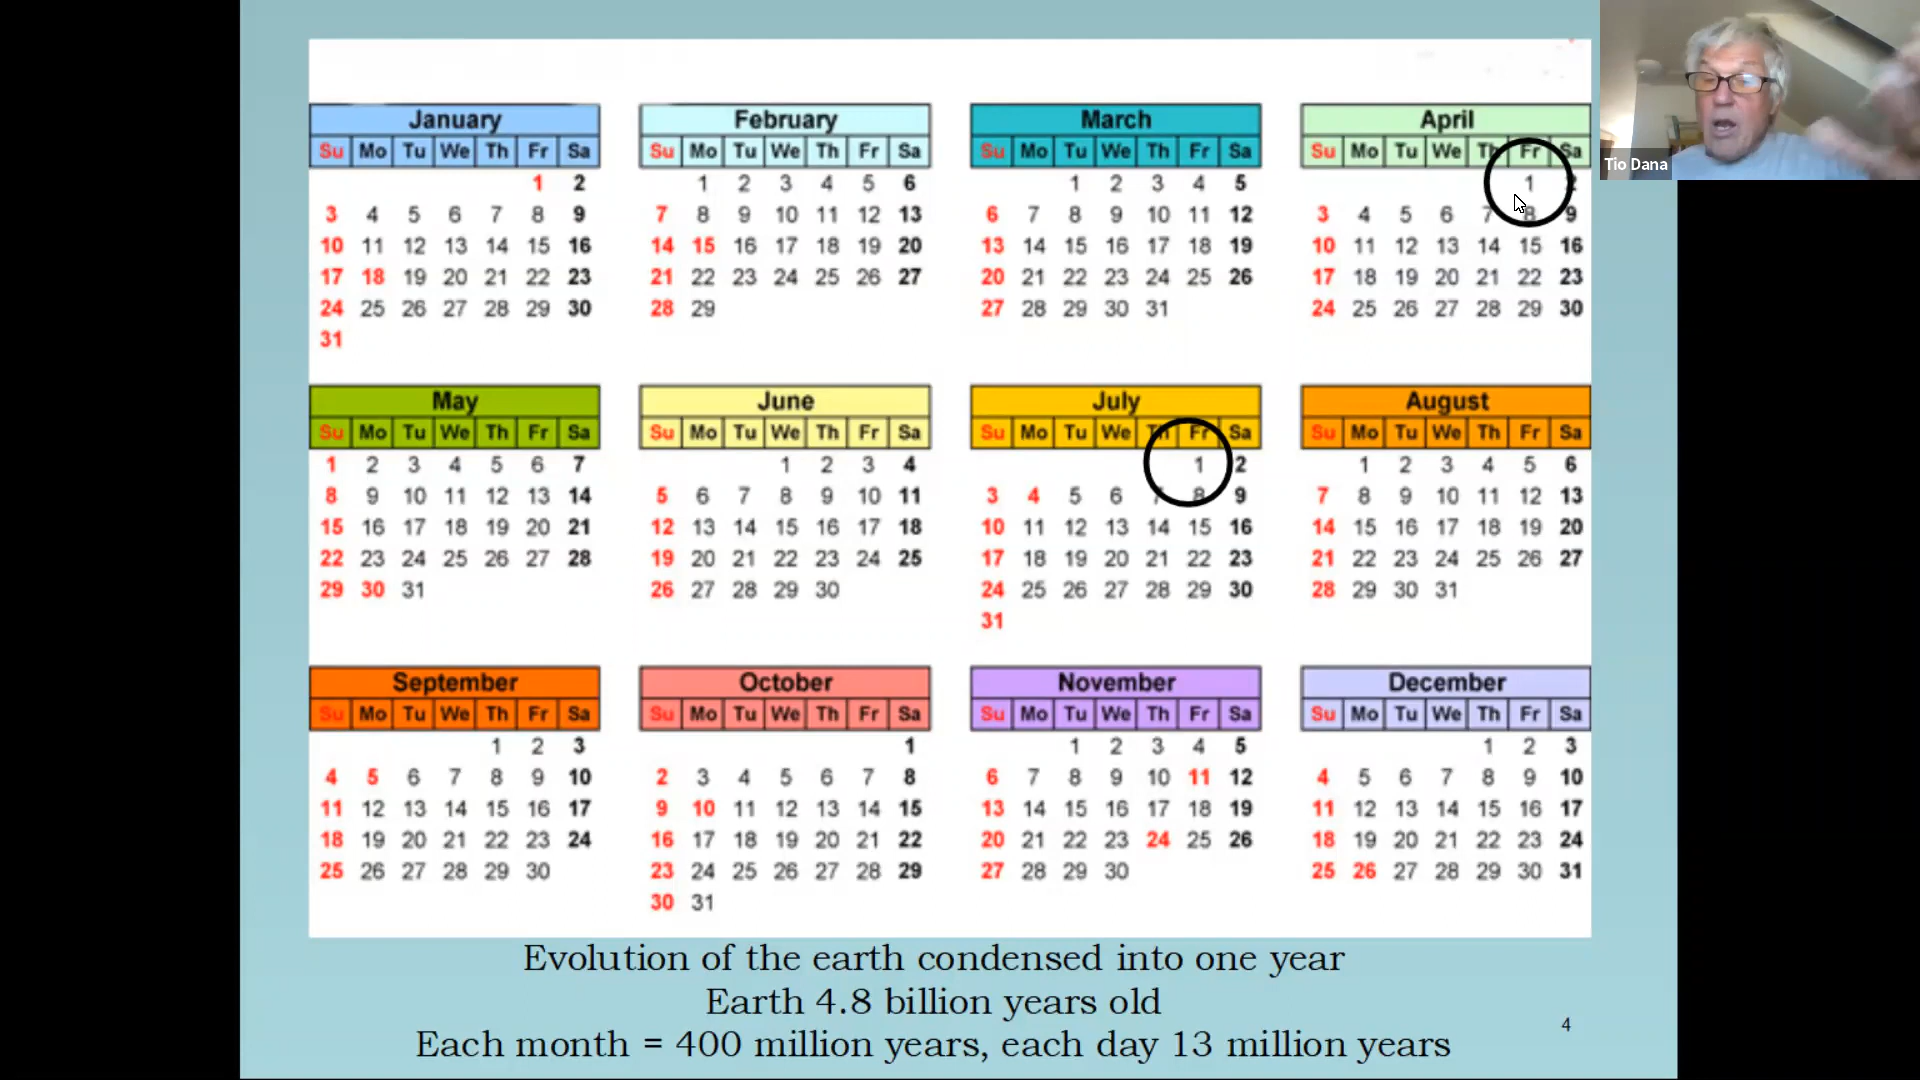 January February March April
Su Mo Tu We Th Fr Sa Su Mo Tu We Th Fr Sa Su Mo Tu We Th Fr Sa Su Mo Tu We Th Fr Sa
Tio Dana
1 2 1 2 3 4 5 6 1 2 3 4 5 1 2
3 4 5 6 7 8 9 7 8 9 10 11 12 13 6 7 8 9 10 11 12 3 4 5 6 7 8 9
10 11 12 13 14 15 16 14 15 16 17 18 19 20 13 14 15 16 17 18 19 10 11 12 13 14 15 16
17 18 19 20 21 22 23 21 22 23 24 25 26 27 20 21 22 23 24 25 26 17 18 19 20 21 22 23
24 25 26 27 28 29 30 28 29 27 28 29 30 31 24 25 26 27 28 29 30
31
May June July August
Su Mo Tu We Th Fr Sa Su Mo Tu We Th Fr Sa Su Mo Tu We Th Fr Sa Su Mo Tu We Th Fr Sa
1 2 3 4 5 6 7 1 2 3 4 1 2 1 2 3 4 5 6
8 9 10 11 12 13 14 5 6 7 8 9 10 11 3 4 5 6 7 8 9 7 8 9 10 11 12 13
15 16 17 18 19 20 21 12 13 14 15 16 17 18 10 11 12 13 14 15 16 14 15 16 17 18 19 20
22 23 24 25 26 27 28 19 20 21 22 23 24 25 17 18 19 20 21 22 23 21 22 23 24 25 26 27
29 30 31 26 27 28 29 30 24 25 26 27 28 29 30 28 29 30 31
31
September October November December
Su Mo Tu We Th Fr Sa Su Mo Tu We Th Fr Sa Su Mo Tu We Th Fr Sa Su Mo Tu We Th Fr Sa
1 2 3 1 1 2 3 4 5 1 2 3
4 5 6 7 8 9 10 2 3 4 5 6 7 8 6 7 8 9 10 11 12 4 5 6 7 8 9 10
11 12 13 14 15 16 17 9 10 11 12 13 14 15 13 14 15 16 17 18 19 11 12 13 14 15 16 17
18 19 20 21 22 23 24 16 17 18 19 20 21 22 20 21 22 23 24 25 26 18 19 20 21 22 23 24
25 26 27 28 29 30 23 24 25 26 27 28 29 27 28 29 30 25 26 27 28 29 30 31
30 31
Evolution of the earth condensed into one year
Earth 4.8 billion years old
Each month = 400 million years, each day 13 million years
4